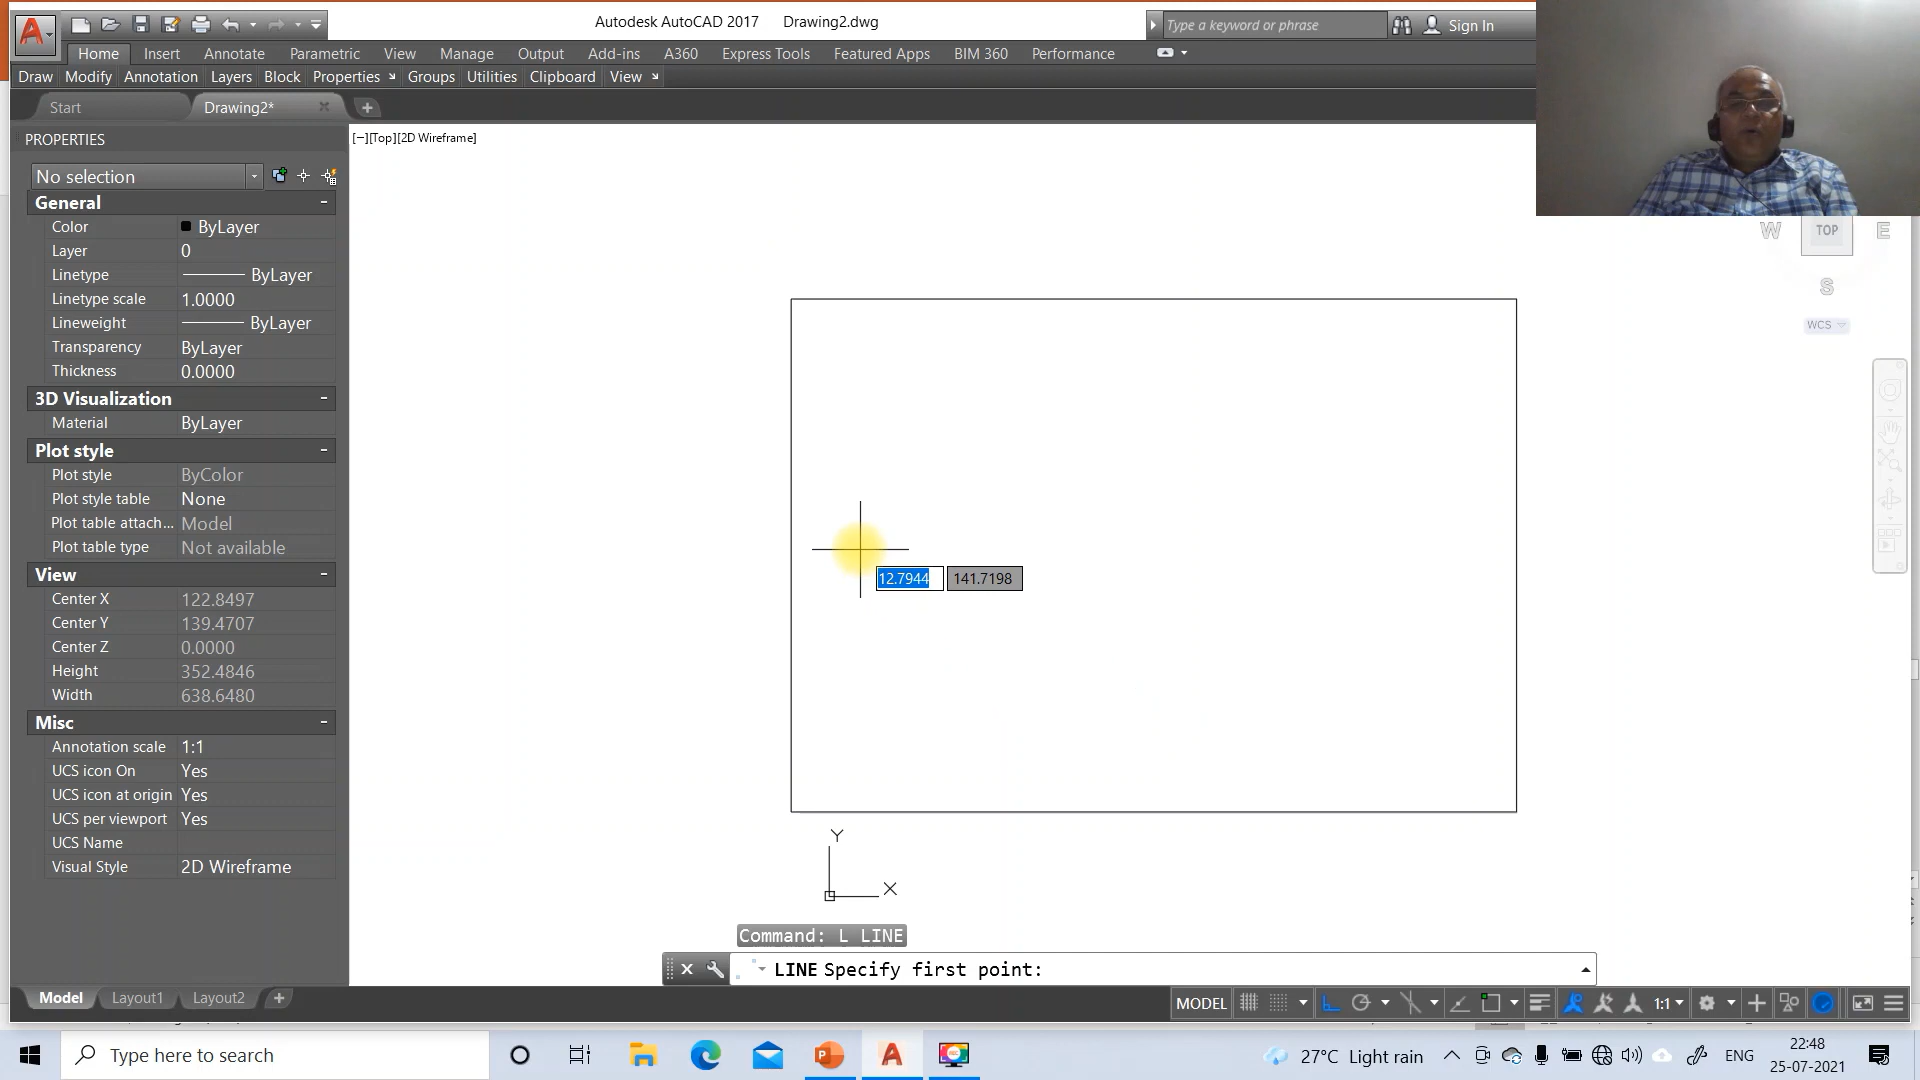 Autodesk AutoCAD 2017 Drawing2.dwg
Type a keyword or phrase
Sign In
Home Insert Annotate Parametric View Manage Output Add-ins A360 Express Tools Featured Apps BIM 360 Performance
Draw Modify Annotation Layers Block Properties Groups Utilities Clipboard View
Start Drawing2*
PROPERTIES
[−][Top][2D Wireframe]
No selection
General
Color ByLayer
Layer 0
Linetype ByLayer
Linetype scale 1.0000
Lineweight ByLayer
Transparency ByLayer
Thickness 0.0000
3D Visualization
Material ByLayer
Plot style
Plot style ByColor
Plot style table None
Plot table attach... Model
Plot table type Not available
View
Center X 122.8497
Center Y 139.4707
Center Z 0.0000
Height 352.4846
Width 638.6480
Misc
Annotation scale 1:1
UCS icon On Yes
UCS icon at origin Yes
UCS per viewport Yes
UCS Name
Visual Style 2D Wireframe
W TOP E
S
WCS
12.7944 141.7198
Y
X
Command: L LINE
LINE Specify first point:
Model Layout1 Layout2
MODEL 1:1
Type here to search
27°C Light rain
ENG
22:48
25-07-2021